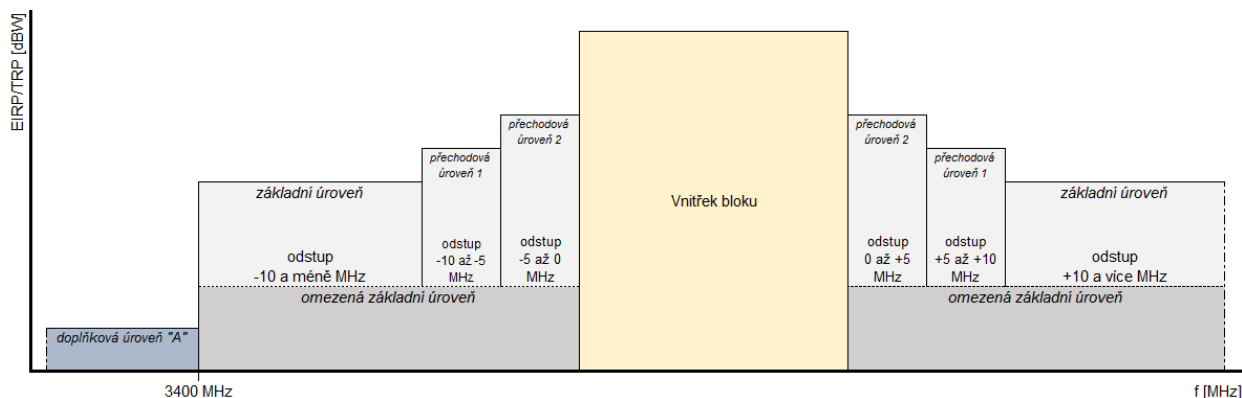 EIRP/TRP [dBW]
přechodová
úroveň 2
přechodová
úroveň 1
základní úroveň
odstup
-10 a méně MHz
odstup
-10 až -5
MHz
odstup
-5 až 0
MHz
omezená základní úroveň
doplňková úroveň "A"
Vnitřek bloku
přechodová
úroveň 2
přechodová
úroveň 1
základní úroveň
odstup
0 až +5
MHz
odstup
+5 až +10
MHz
odstup
+10 a více MHz
omezená základní úroveň
3400 MHz
f [MHz]